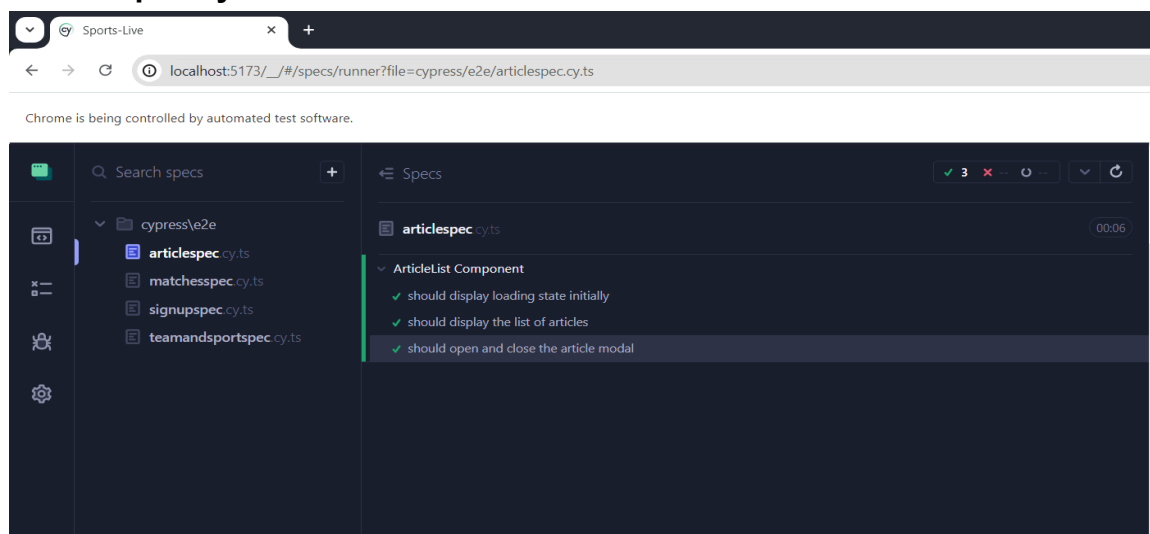 Sports-Live
localhost:5173/__/#/specs/runner?file=cypress/e2e/articlespec.cy.ts
Chrome is being controlled by automated test software.
Search specs
Specs
3 -- --
cypress\e2e
articlespec.cy.ts
matchesspec.cy.ts
signupspec.cy.ts
teamandsportspec.cy.ts
articlespec.cy.ts
00:06
ArticleList Component
should display loading state initially
should display the list of articles
should open and close the article modal